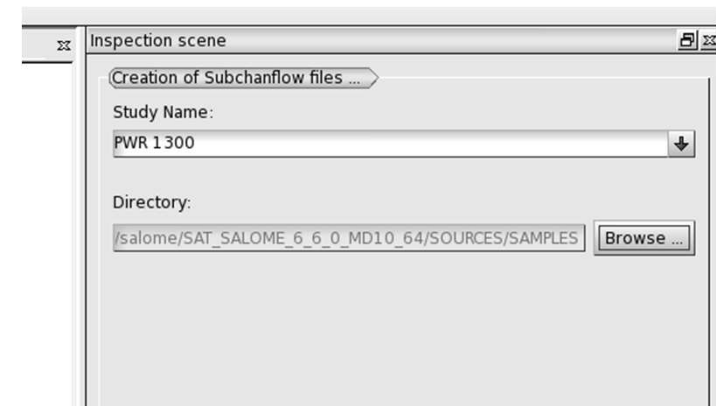 Inspection scene
Creation of Subchanflow files ...
Study Name:
PWR 1300
Directory:
/salome/SAT_SALOME_6_6_0_MD10_64/SOURCES/SAMPLES
Browse ...